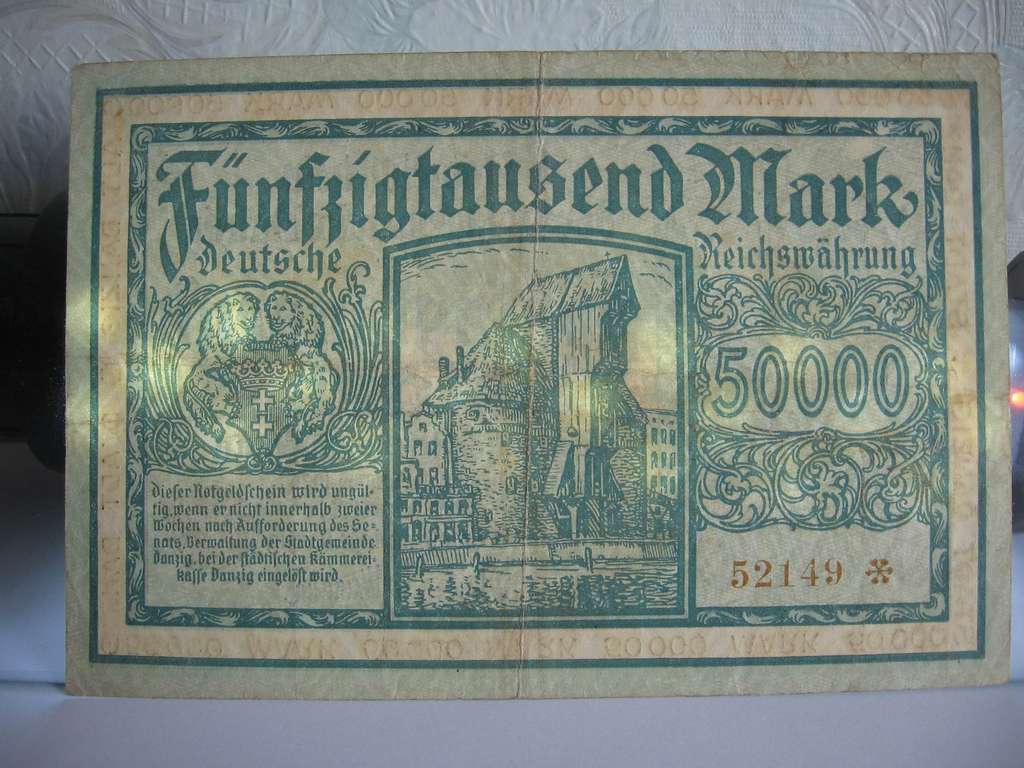 Fünfzigtausend Mark
Deutsche Reichswährung
50000
dieser Notgeldschein wird ungül-
tig, wenn er nicht innerhalb zweier
Wochen nach Aufforderung des Se-
nats, Verwaltung der Stadtgemeinde
Danzig, bei der städtischen Kämmerei-
kasse Danzig eingelöst wird.
52149 *